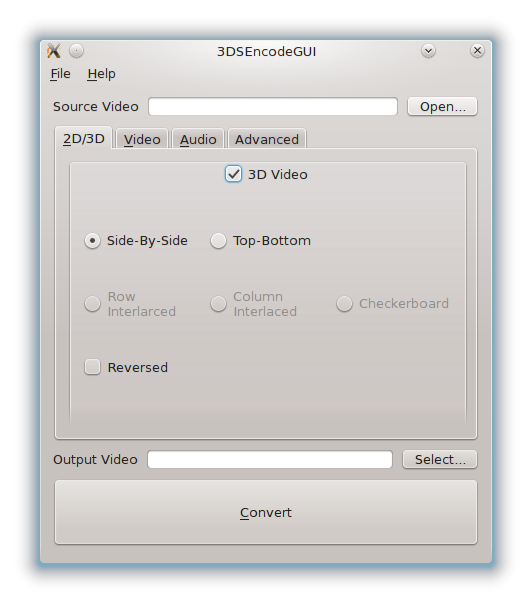 3DSEncodeGUI
File Help
Source Video Open...
2D/3D Video Audio Advanced
3D Video
Side-By-Side Top-Bottom
Row Interlarced Column Interlaced Checkerboard
Reversed
Output Video Select...
Convert